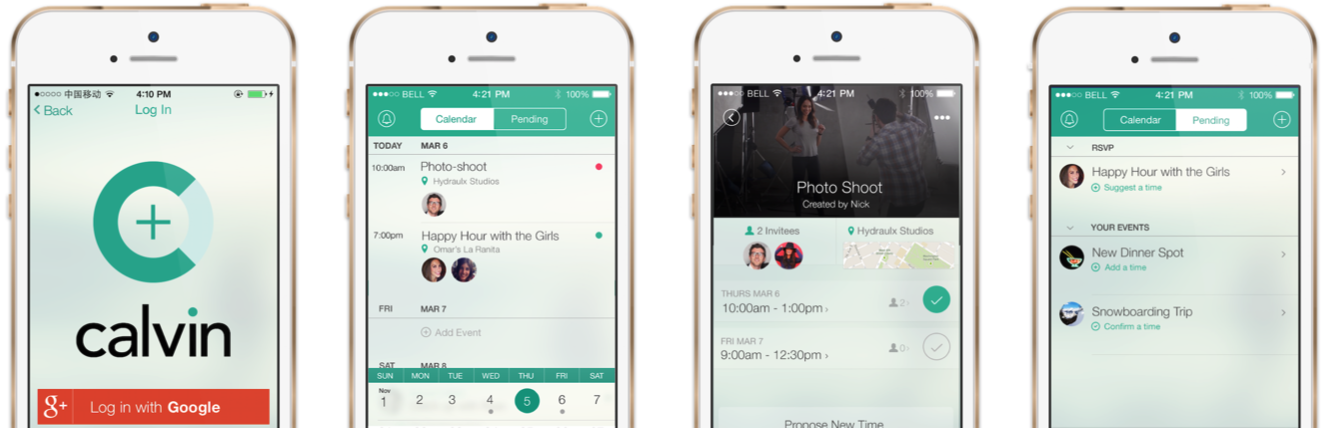 中国移动 4:10 PM
Back Log In
calvin
g+ Log in with Google
BELL 4:21 PM 100%
Calendar Pending
TODAY MAR 6
10:00am Photo-shoot
Hydraulx Studios
7:00pm Happy Hour with the Girls
Omar's La Ranita
FRI MAR 7
Add Event
SAT MAR 8
SUN MON TUE WED THU FRI SAT
Nov
1 2 3 4 5 6 7
BELL 4:21 PM 100%
Photo Shoot
Created by Nick
2 Invitees Hydraulx Studios
THURS MAR 6
10:00am - 1:00pm 2
FRI MAR 7
9:00am - 12:30pm 0
Propose New Time
BELL 4:21 PM 100%
Calendar Pending
RSVP
Happy Hour with the Girls
Suggest a time
YOUR EVENTS
New Dinner Spot
Add a time
Snowboarding Trip
Confirm a time